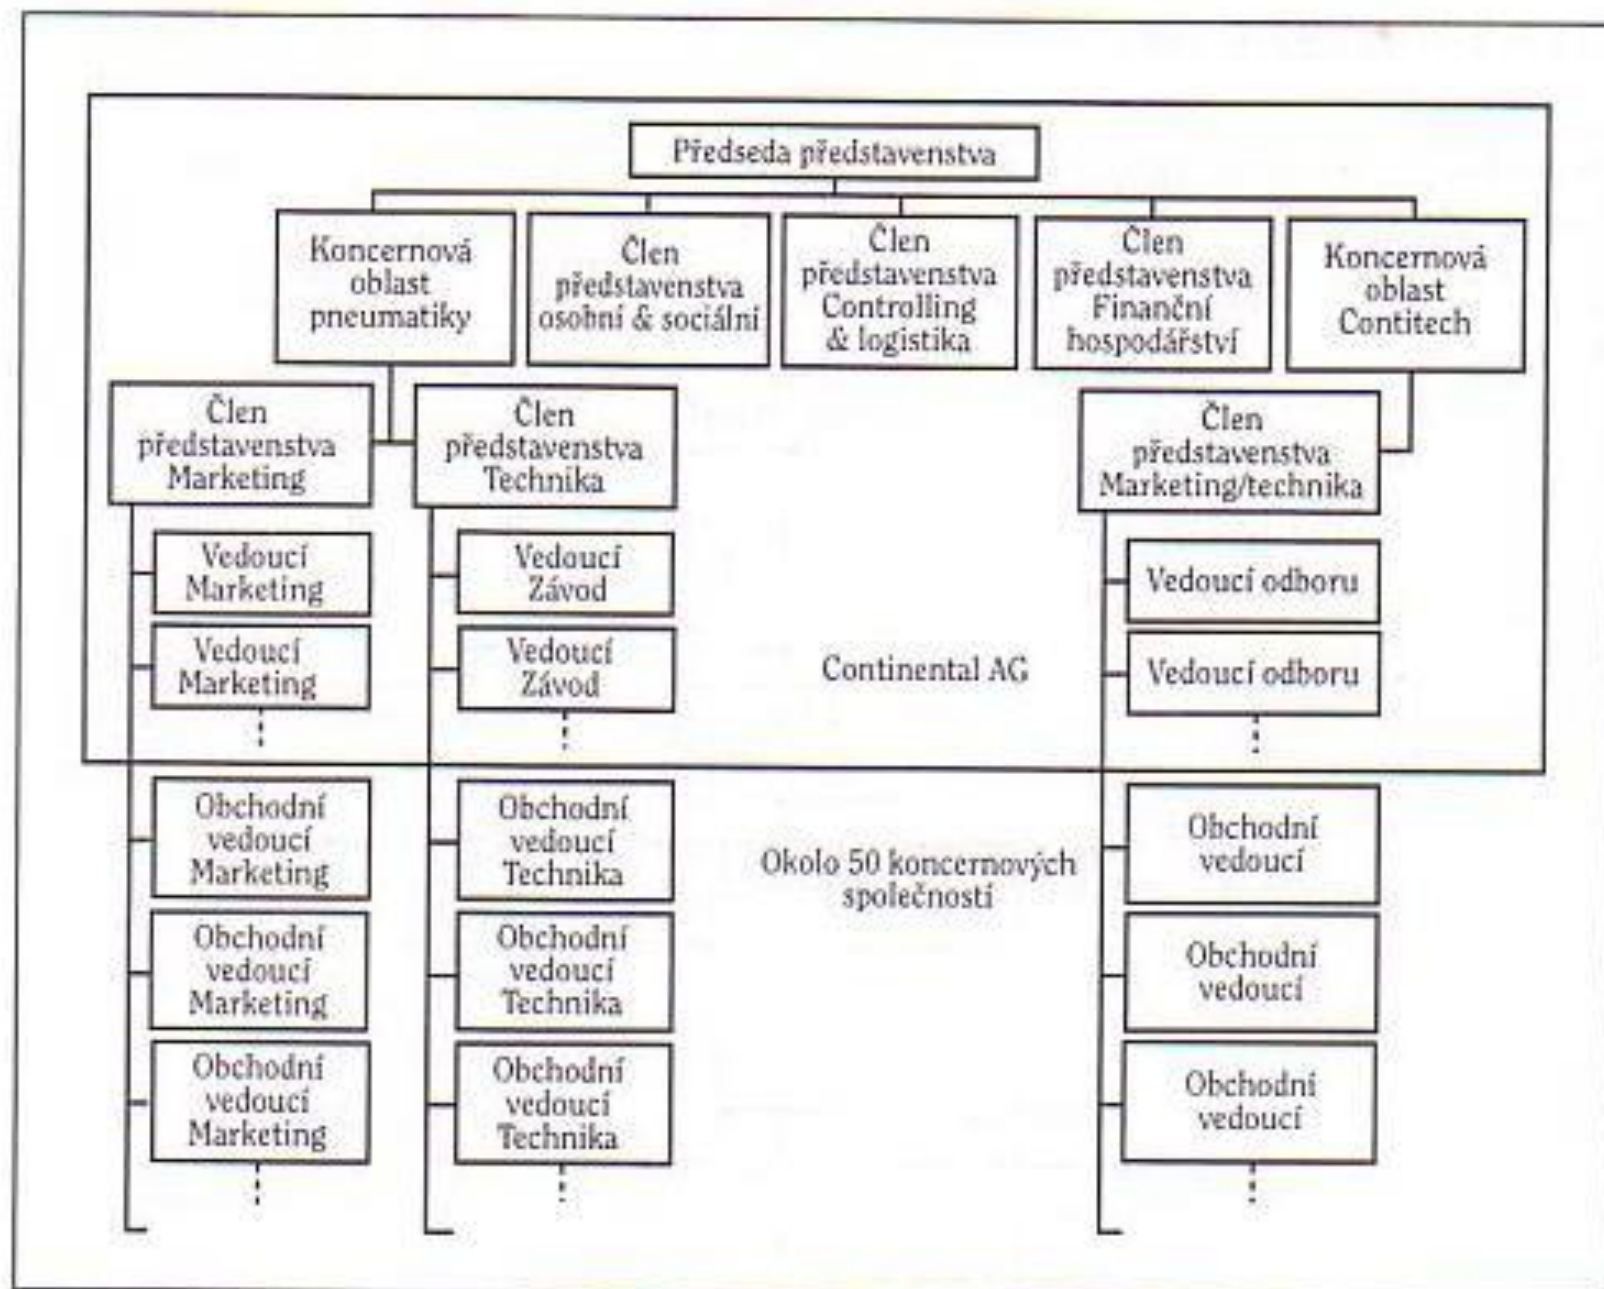 Předseda představenstva
Koncernová
oblast
pneumatiky
Člen
představenstva
osobní & sociální
Člen
představenstva
Controlling
& logistika
Člen
představenstva
Finanční
hospodářství
Koncernová
oblast
Contitech
Člen
představenstva
Marketing
Člen
představenstva
Technika
Člen
představenstva
Marketing/technika
Vedoucí
Marketing
Vedoucí
Závod
Vedoucí odboru
Vedoucí
Marketing
Vedoucí
Závod
Continental AG
Vedoucí odboru
Obchodní
vedoucí
Marketing
Obchodní
vedoucí
Technika
Okolo 50 koncernových
společností
Obchodní
vedoucí
Obchodní
vedoucí
Marketing
Obchodní
vedoucí
Technika
Obchodní
vedoucí
Obchodní
vedoucí
Marketing
Obchodní
vedoucí
Technika
Obchodní
vedoucí